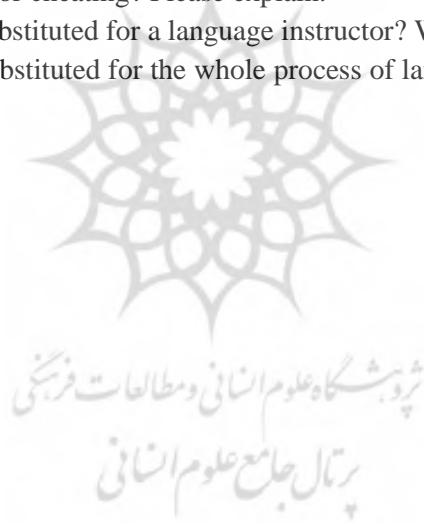 or cheating? Please explain.
bstituted for a language instructor? W
bstituted for the whole process of la
پژوهشگاه علوم انسانی و مطالعات فرهنگی
پرتال جامع علوم انسانی